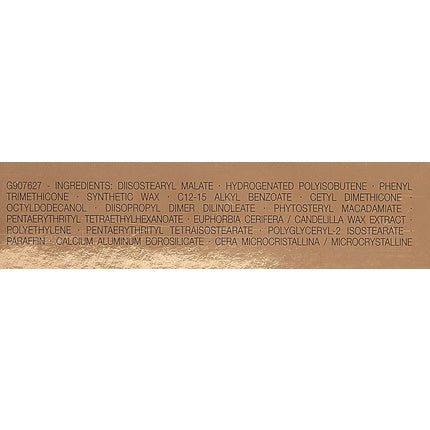 G907627 · INGREDIENTS: DIISOSTEARYL MALATE · HYDROGENATED POLYISOBUTENE · PHENYL
TRIMETHICONE · SYNTHETIC WAX · C12-15 ALKYL BENZOATE · CETYL DIMETHICONE ·
OCTYLDODECANOL · DIISOPROPYL DIMER DILINOLEATE · PHYTOSTERYL MACADAMIATE ·
PENTAERYTHRITYL TETRAETHYLHEXANOATE · EUPHORBIA CERIFERA / CANDELILLA WAX EXTRACT ·
POLYETHYLENE · PENTAERYTHRITYL TETRAISOSTEARATE · POLYGLYCERYL-2 ISOSTEARATE ·
PARAFFIN · CALCIUM ALUMINUM BOROSILICATE · CERA MICROCRISTALLINA / MICROCRYSTALLINE